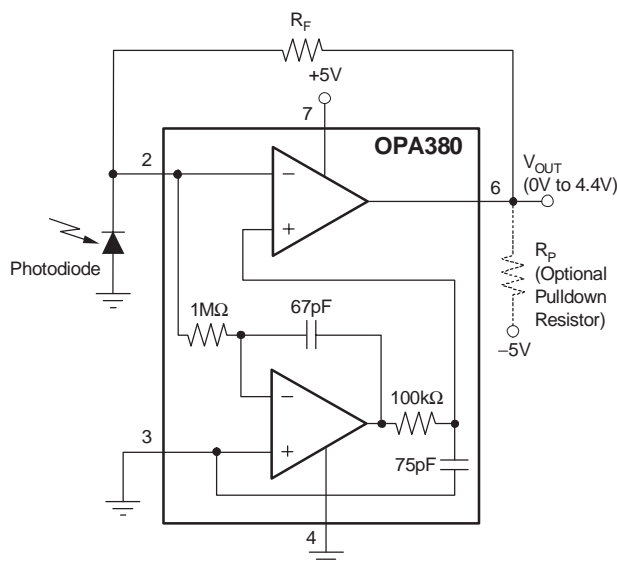 R_F
+5V
7
OPA380
2
6
V_OUT
(0V to 4.4V)
Photodiode
R_P
(Optional
Pulldown
Resistor)
−5V
1MΩ
67pF
100kΩ
3
75pF
4